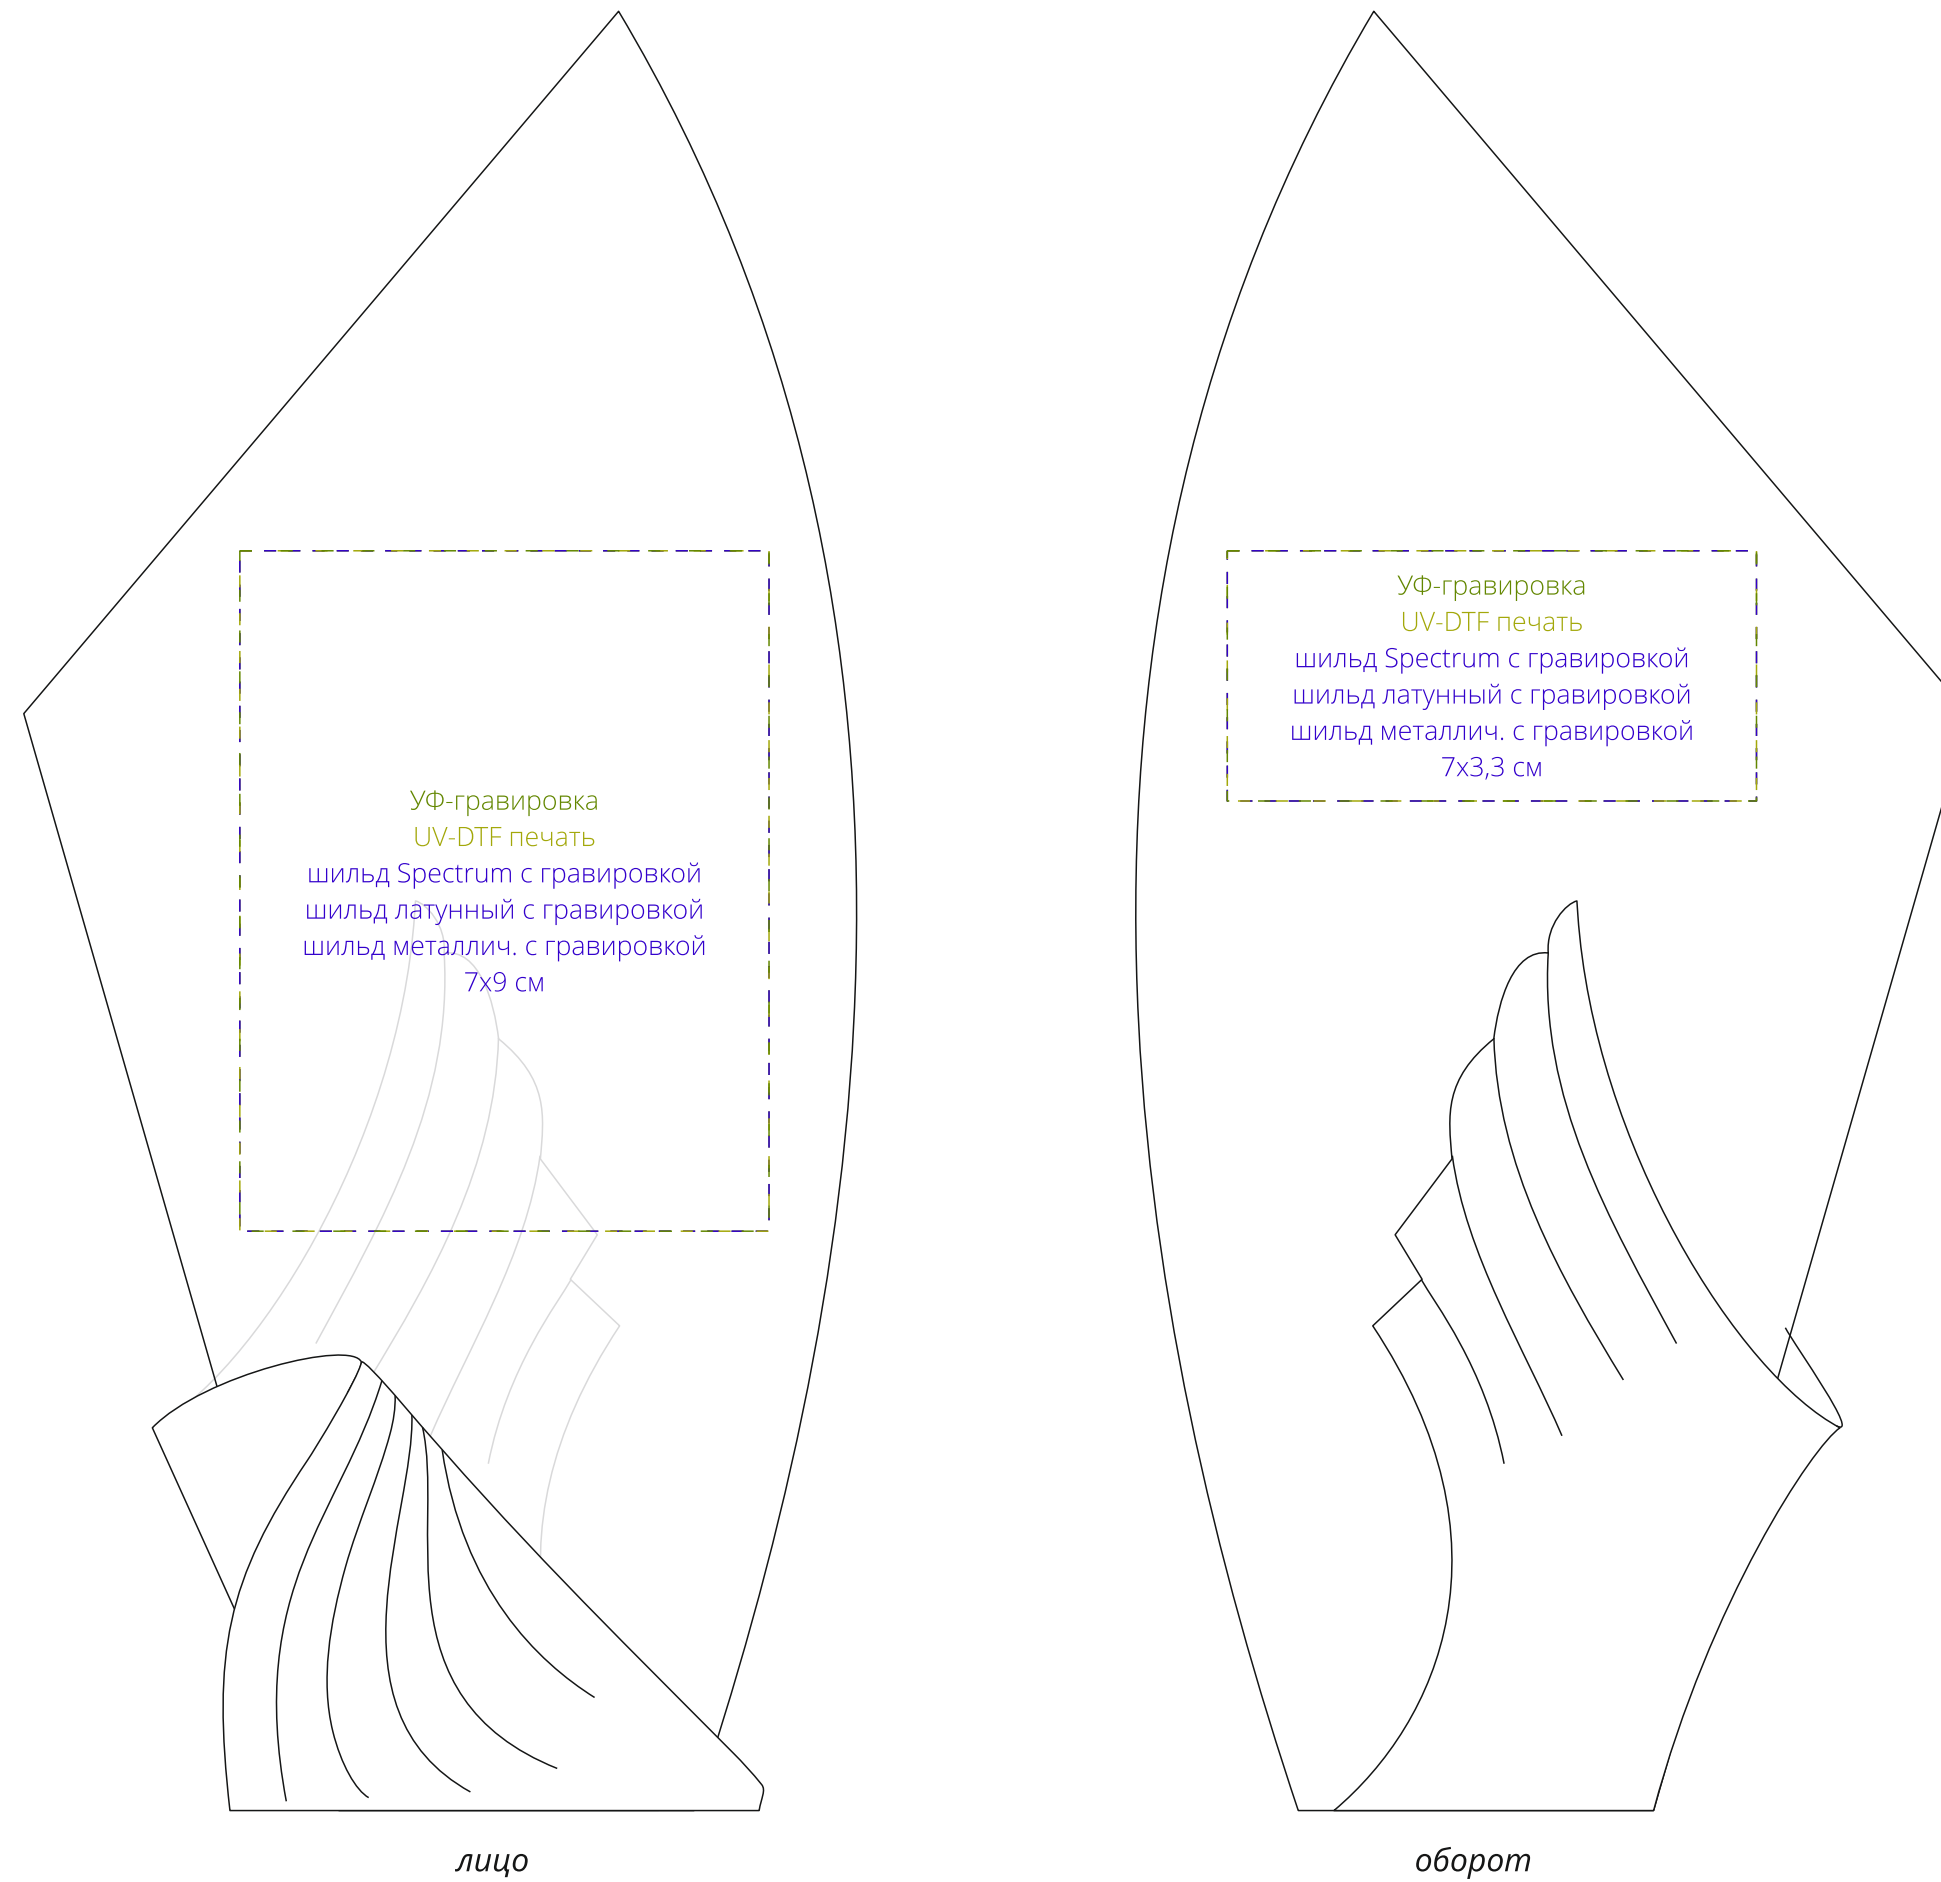 УФ-гравировка
UV-DTF печать
шильд Spectrum с гравировкой
шильд латунный с гравировкой
шильд металлич. с гравировкой
7х9 см
УФ-гравировка
UV-DTF печать
шильд Spectrum с гравировкой
шильд латунный с гравировкой
шильд металлич. с гравировкой
7х3,3 см
лицо
оборот